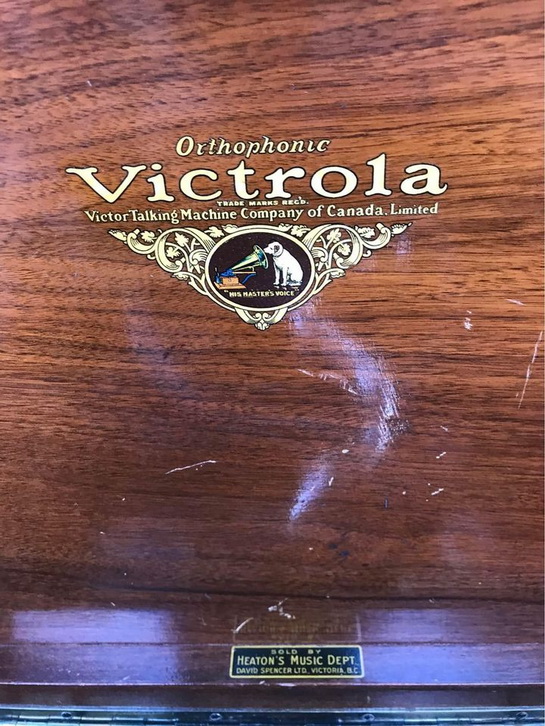 Orthophonic
Victrola
TRADE MARKS REG'D.
Victor Talking Machine Company of Canada. Limited
"HIS MASTER'S VOICE"
SOLD BY
HEATON'S MUSIC DEPT.
DAVID SPENCER LTD. VICTORIA, B.C.